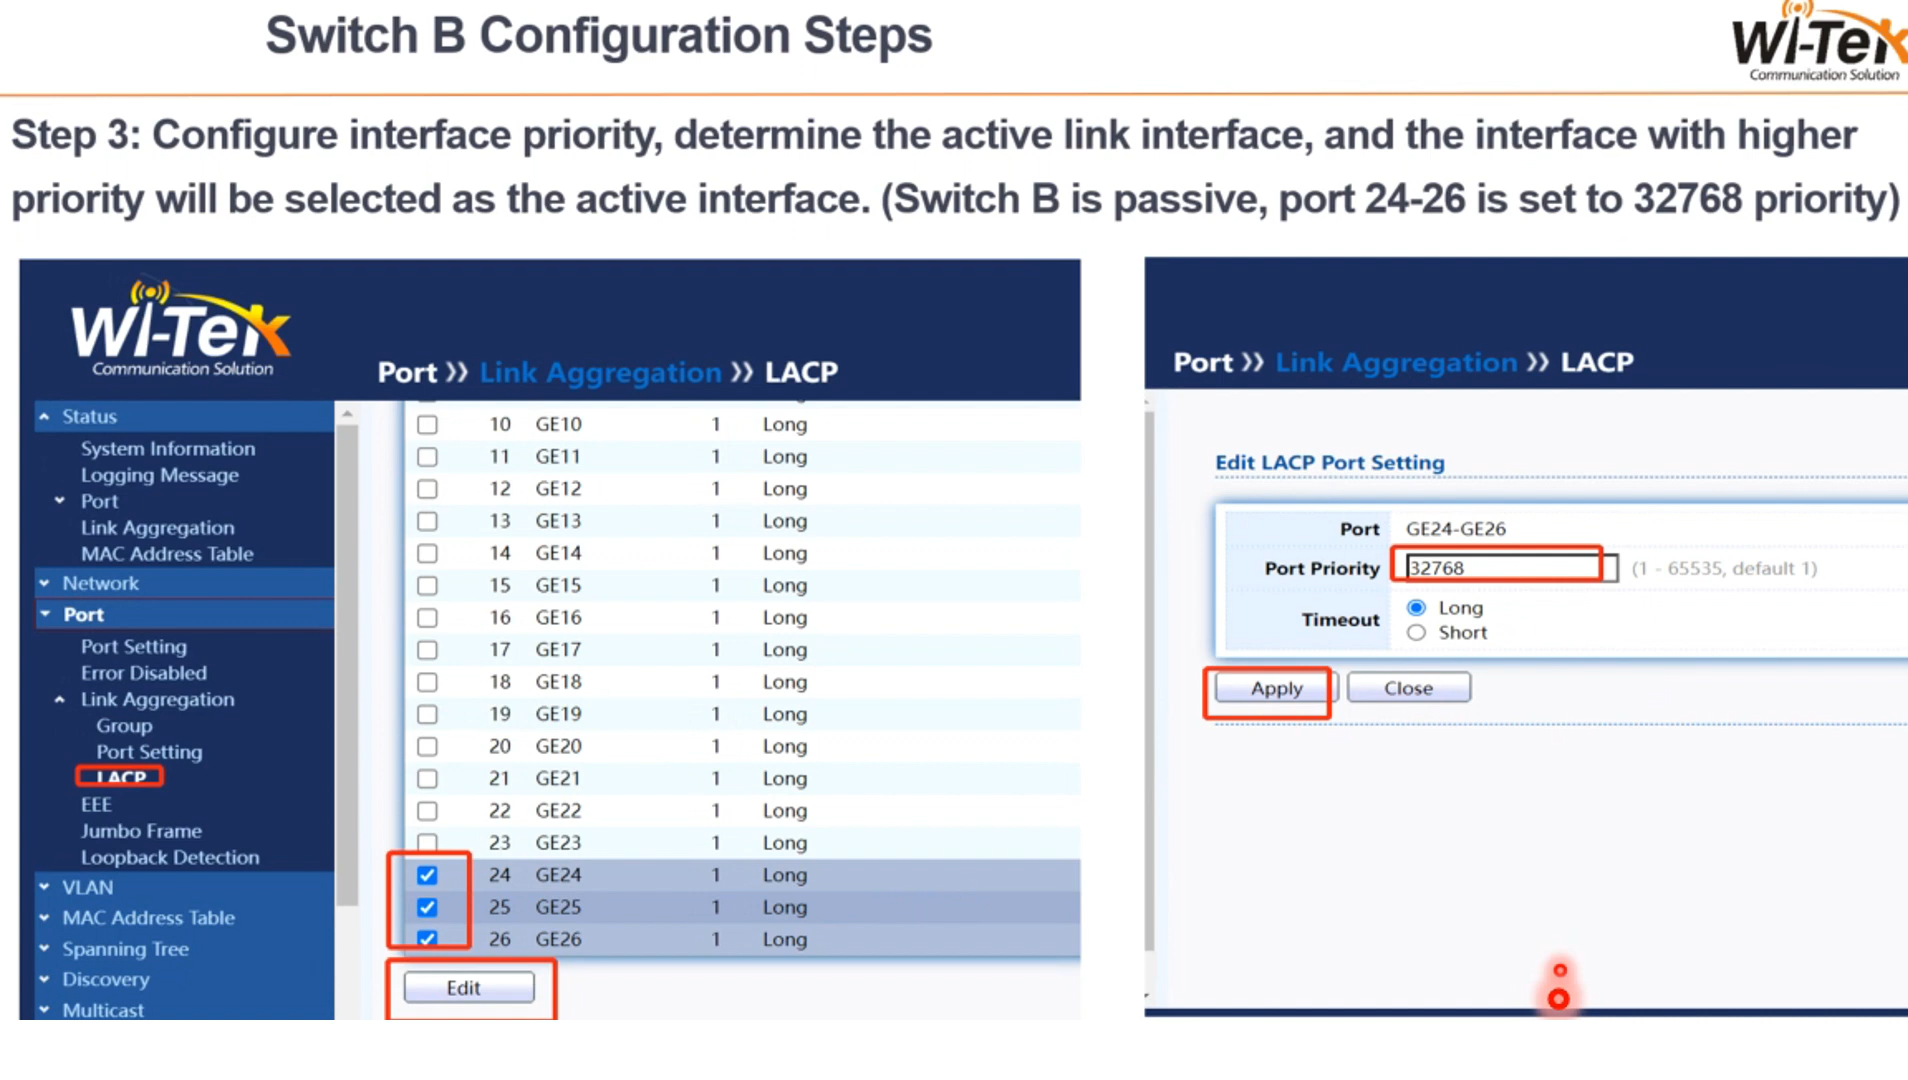 Switch B Configuration Steps
Wi-Tek
Communication Solution
Step 3: Configure interface priority, determine the active link interface, and the interface with higher
priority will be selected as the active interface. (Switch B is passive, port 24-26 is set to 32768 priority)
Wi-Tek
Communication Solution
Port >> Link Aggregation >> LACP
Status
System Information
Logging Message
Port
Link Aggregation
MAC Address Table
Network
Port
Port Setting
Error Disabled
Link Aggregation
Group
Port Setting
LACP
EEE
Jumbo Frame
Loopback Detection
VLAN
MAC Address Table
Spanning Tree
Discovery
Multicast
10 GE10 1 Long
11 GE11 1 Long
12 GE12 1 Long
13 GE13 1 Long
14 GE14 1 Long
15 GE15 1 Long
16 GE16 1 Long
17 GE17 1 Long
18 GE18 1 Long
19 GE19 1 Long
20 GE20 1 Long
21 GE21 1 Long
22 GE22 1 Long
23 GE23 1 Long
24 GE24 1 Long
25 GE25 1 Long
26 GE26 1 Long
Edit
Port >> Link Aggregation >> LACP
Edit LACP Port Setting
Port GE24-GE26
Port Priority 32768 (1 - 65535, default 1)
Timeout
Long
Short
Apply Close